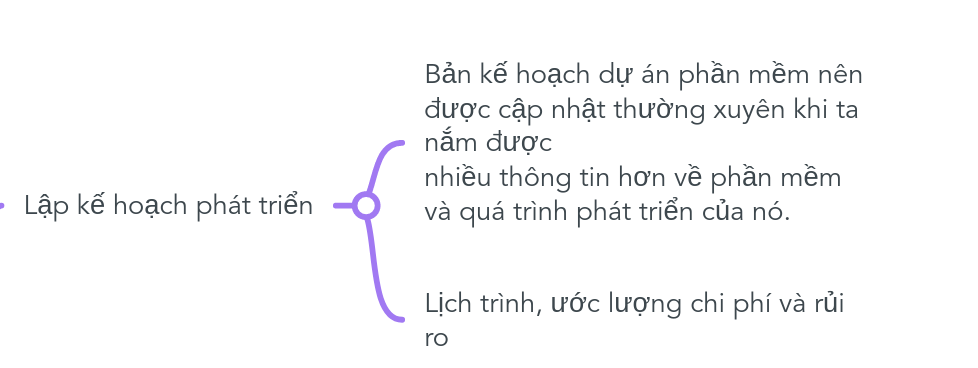 Lập kế hoạch phát triển
Bản kế hoạch dự án phần mềm nên
được cập nhật thường xuyên khi ta
nắm được
nhiều thông tin hơn về phần mềm
và quá trình phát triển của nó.
Lịch trình, ước lượng chi phí và rủi
ro